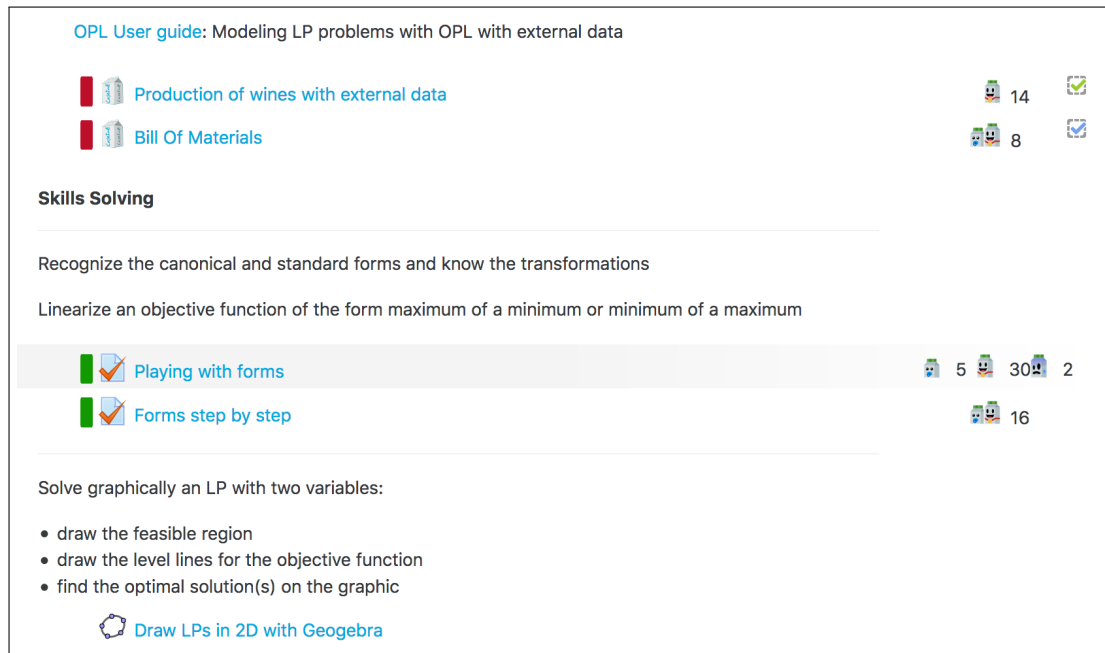 OPL User guide: Modeling LP problems with OPL with external data
Production of wines with external data 14
Bill Of Materials 8
Skills Solving
Recognize the canonical and standard forms and know the transformations
Linearize an objective function of the form maximum of a minimum or minimum of a maximum
Playing with forms 5 30 2
Forms step by step 16
Solve graphically an LP with two variables:
• draw the feasible region
• draw the level lines for the objective function
• find the optimal solution(s) on the graphic
Draw LPs in 2D with Geogebra